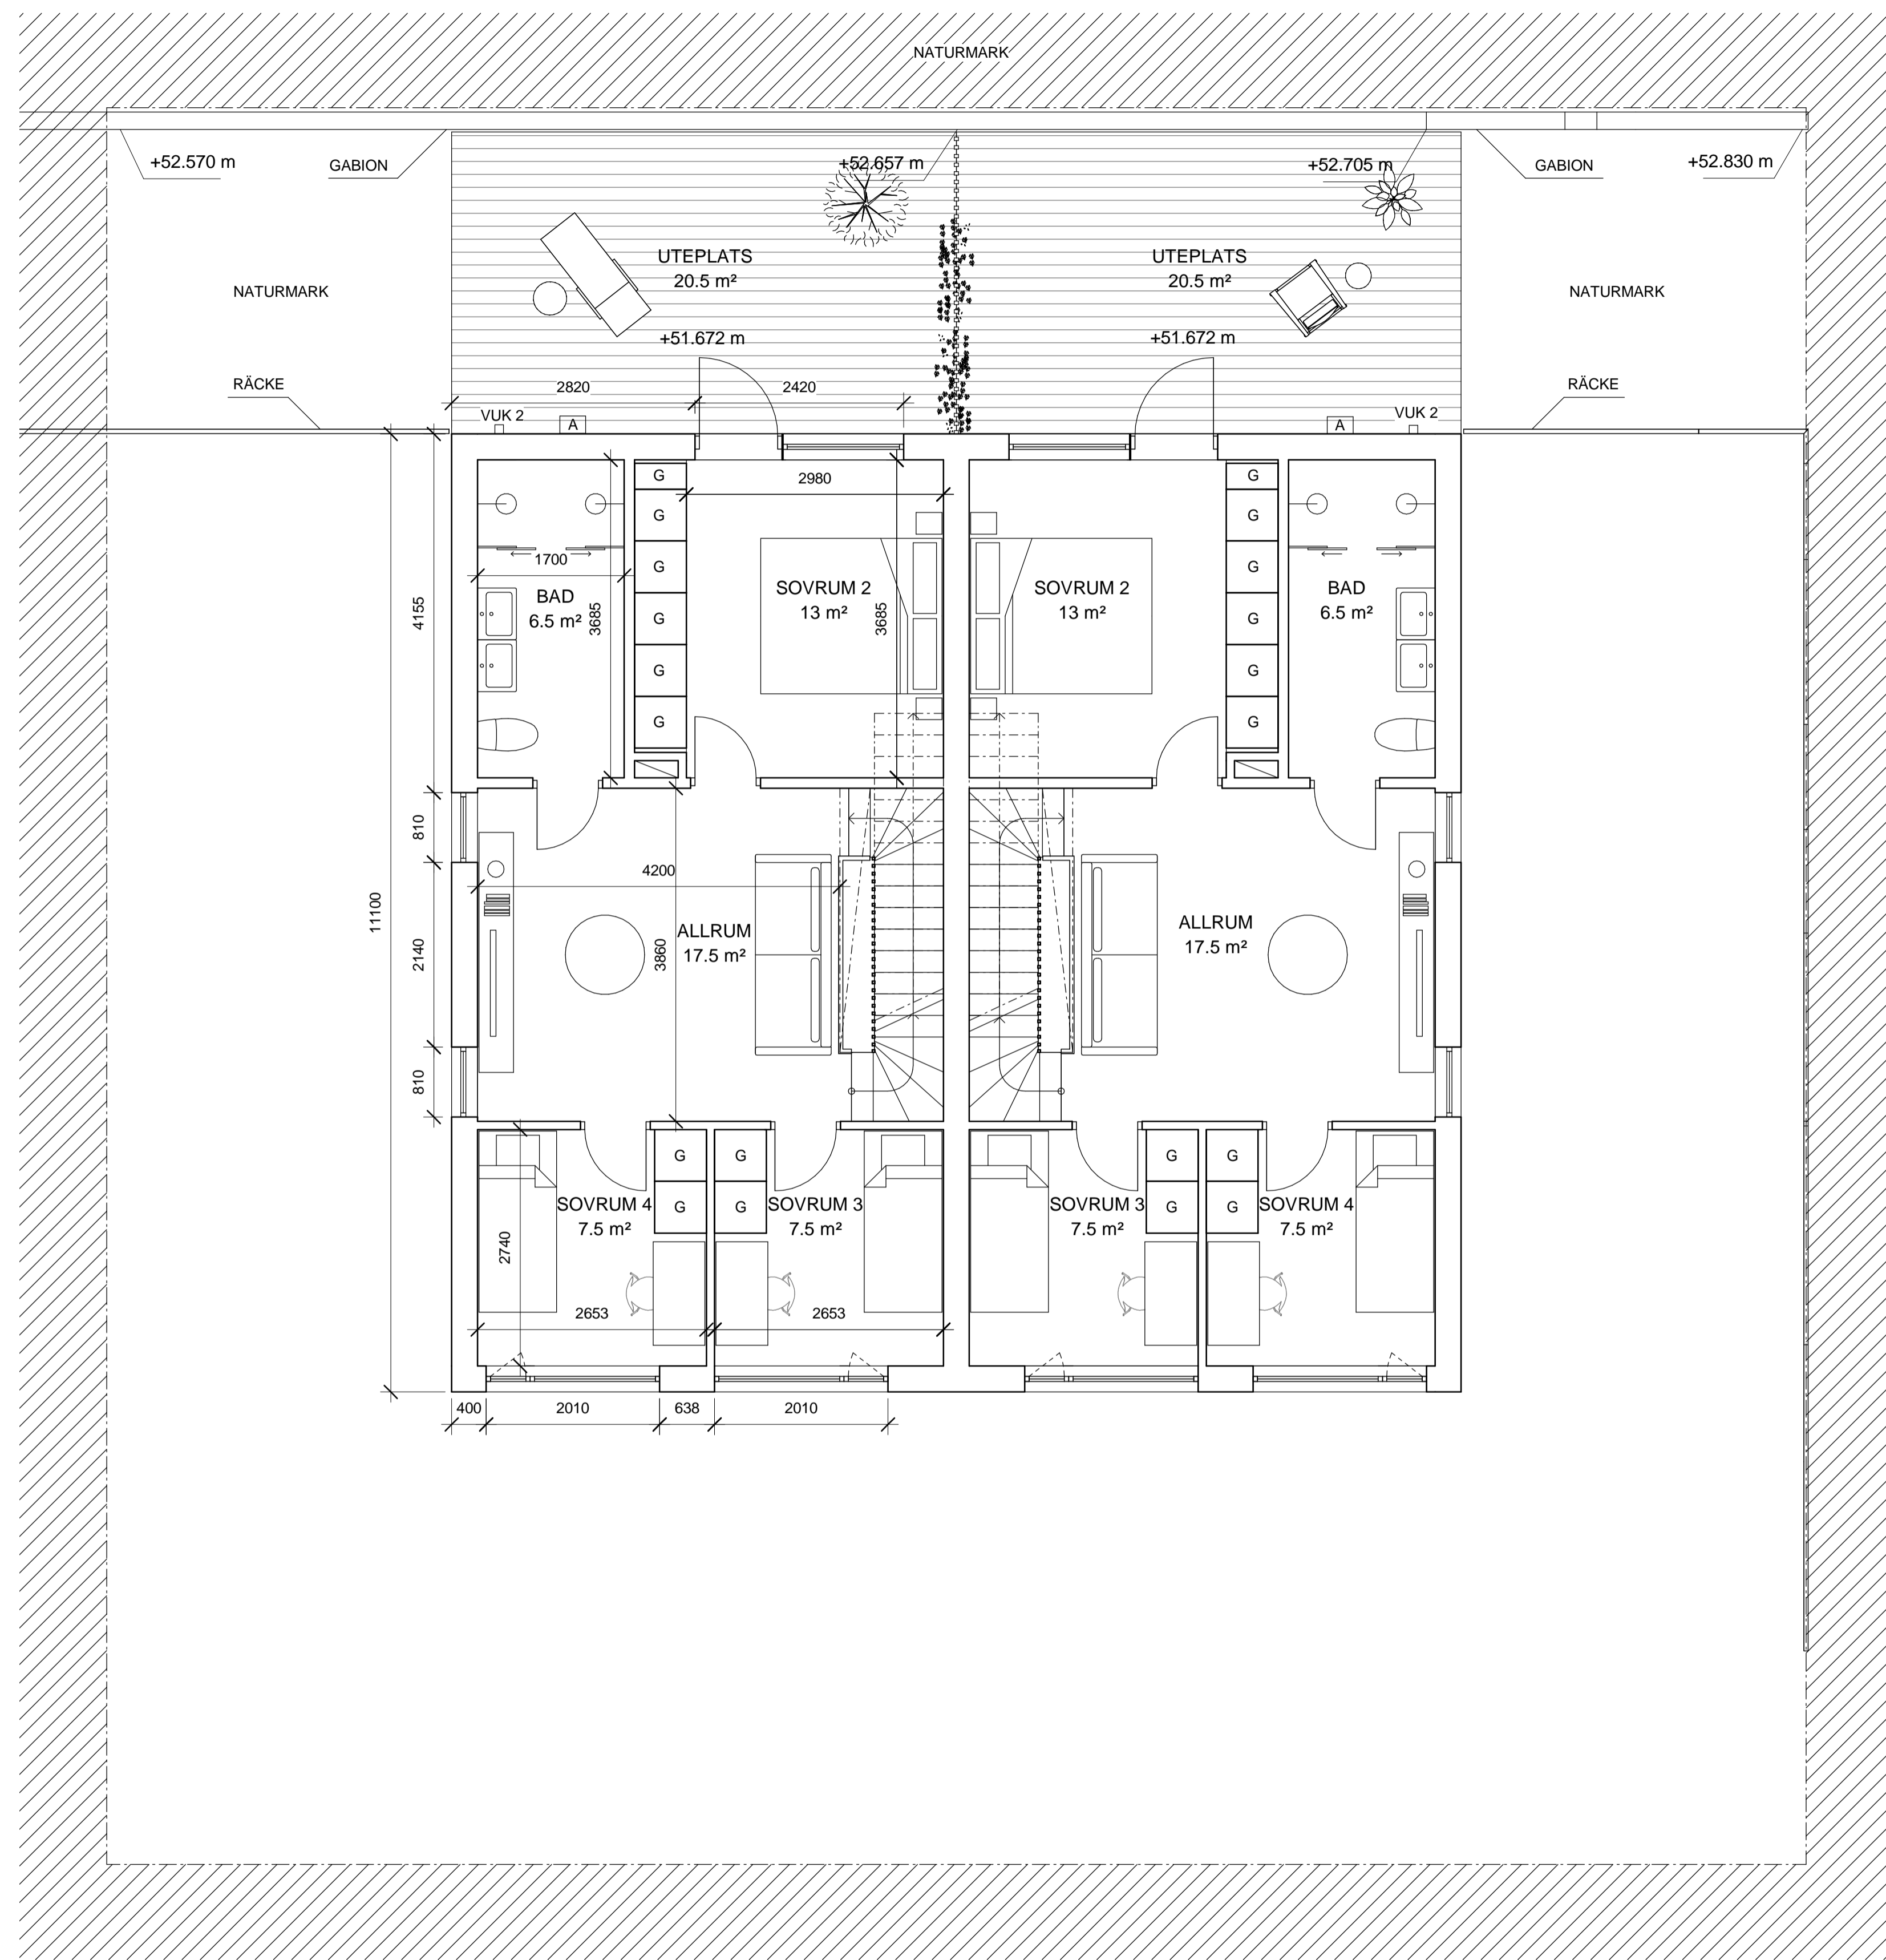 NATURMARK
+52.570 m
GABION
+52.657 m
+52.705 m
GABION
+52.830 m
UTEPLATS
20.5 m²
UTEPLATS
20.5 m²
NATURMARK
NATURMARK
+51.672 m
+51.672 m
RÄCKE
2820
2420
RÄCKE
VUK 2
A
A
VUK 2
G
2980
G
G
G
1700
G
G
BAD
6.5 m²
3685
SOVRUM 2
13 m²
3685
SOVRUM 2
13 m²
BAD
6.5 m²
4155
G
G
G
G
G
G
810
4200
11100
2140
ALLRUM
17.5 m²
3860
ALLRUM
17.5 m²
810
G
G
G
G
SOVRUM 4
7.5 m²
G
G
SOVRUM 3
7.5 m²
SOVRUM 3
7.5 m²
G
G
SOVRUM 4
7.5 m²
2740
2653
2653
400
2010
638
2010